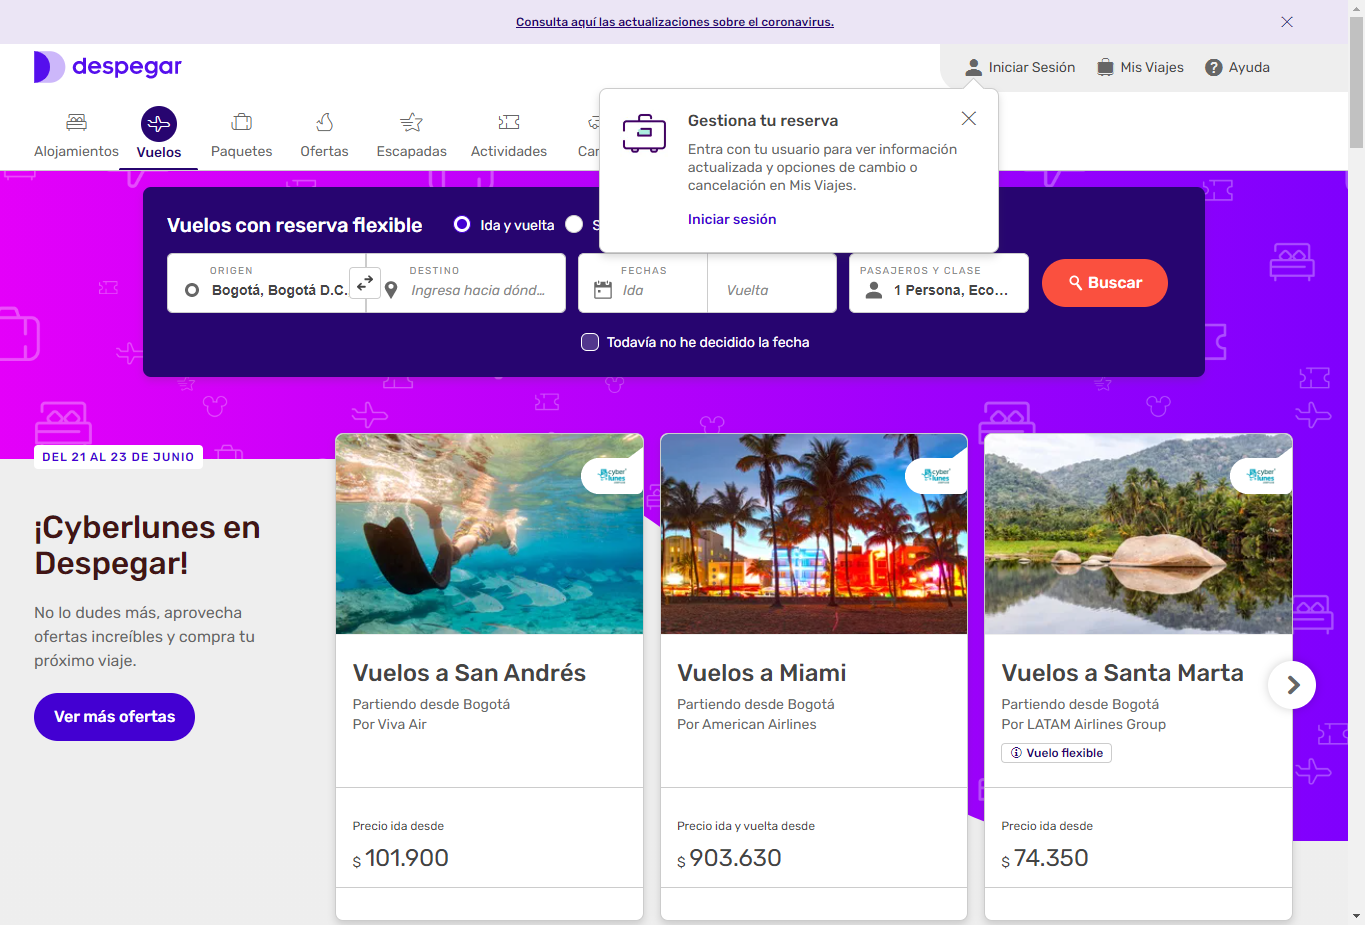 Consulta aquí las actualizaciones sobre el coronavirus.
despegar
Iniciar Sesión
Mis Viajes
Ayuda
Alojamientos
Vuelos
Paquetes
Ofertas
Escapadas
Actividades
Gestiona tu reserva
Entra con tu usuario para ver información
actualizada y opciones de cambio o
cancelación en Mis Viajes.
Iniciar sesión
Vuelos con reserva flexible
Ida y vuelta
ORIGEN
Bogotá, Bogotá D.C.
DESTINO
Ingresa hacia dónd...
FECHAS
Ida
Vuelta
PASAJEROS Y CLASE
1 Persona, Eco...
Buscar
Todavía no he decidido la fecha
DEL 21 AL 23 DE JUNIO
¡Cyberlunes en
Despegar!
No lo dudes más, aprovecha
ofertas increíbles y compra tu
próximo viaje.
Ver más ofertas
cyber
lunes
Vuelos a San Andrés
Partiendo desde Bogotá
Por Viva Air
Precio ida desde
$ 101.900
cyber
lunes
Vuelos a Miami
Partiendo desde Bogotá
Por American Airlines
Precio ida y vuelta desde
$ 903.630
cyber
lunes
Vuelos a Santa Marta
Partiendo desde Bogotá
Por LATAM Airlines Group
Vuelo flexible
Precio ida desde
$ 74.350